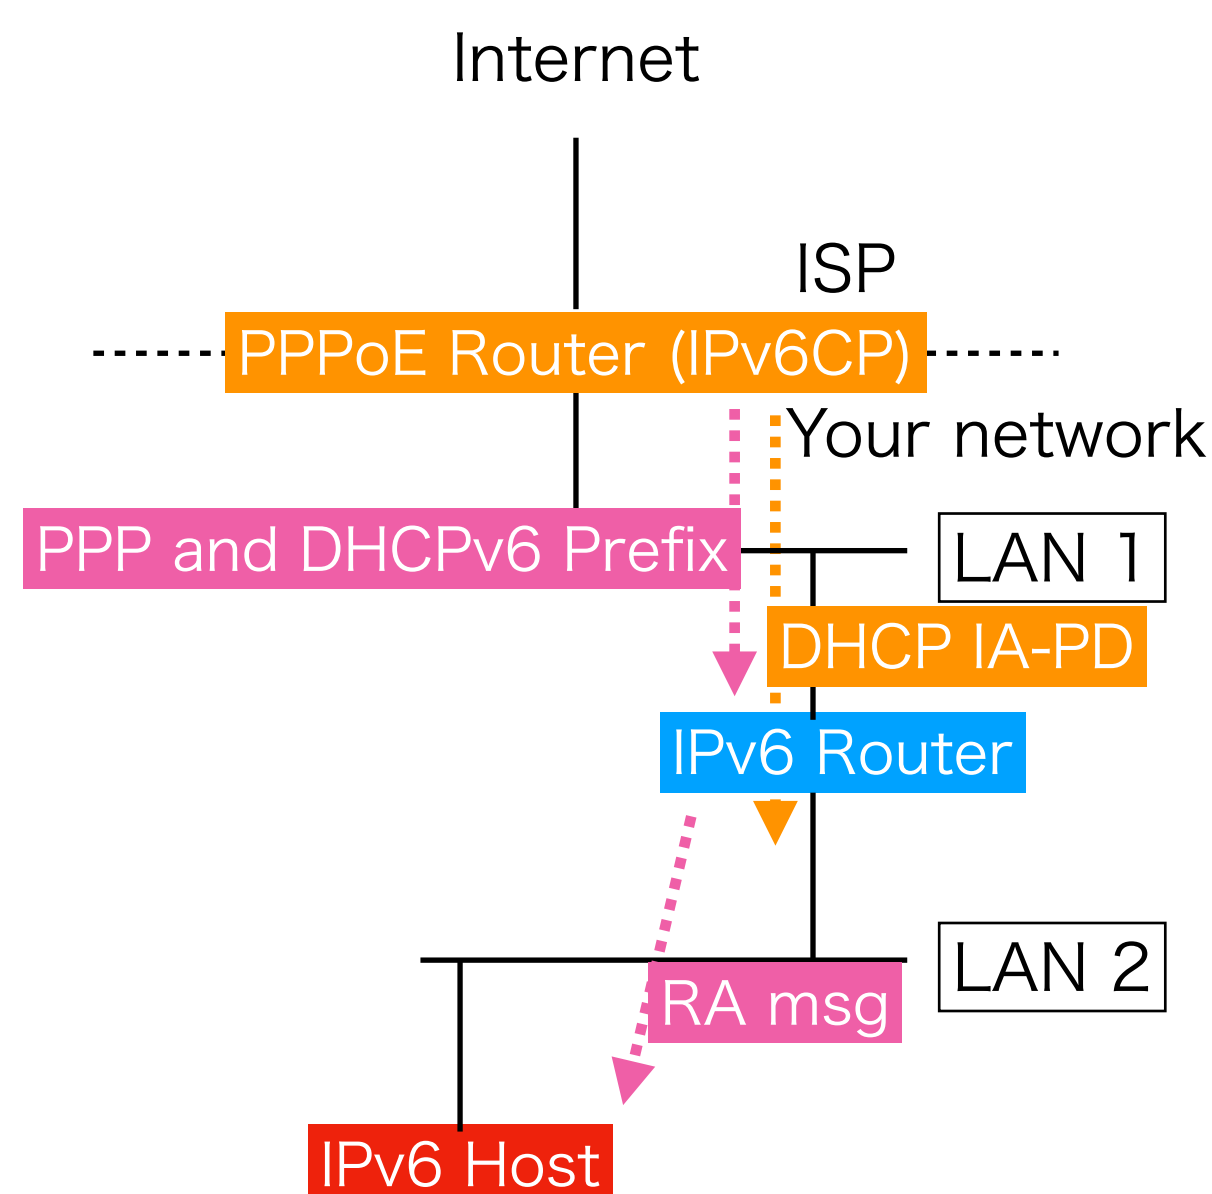 Internet
ISP
PPPoE Router (IPv6CP)
Your network
PPP and DHCPv6 Prefix
LAN 1
DHCP IA-PD
IPv6 Router
LAN 2
RA msg
IPv6 Host